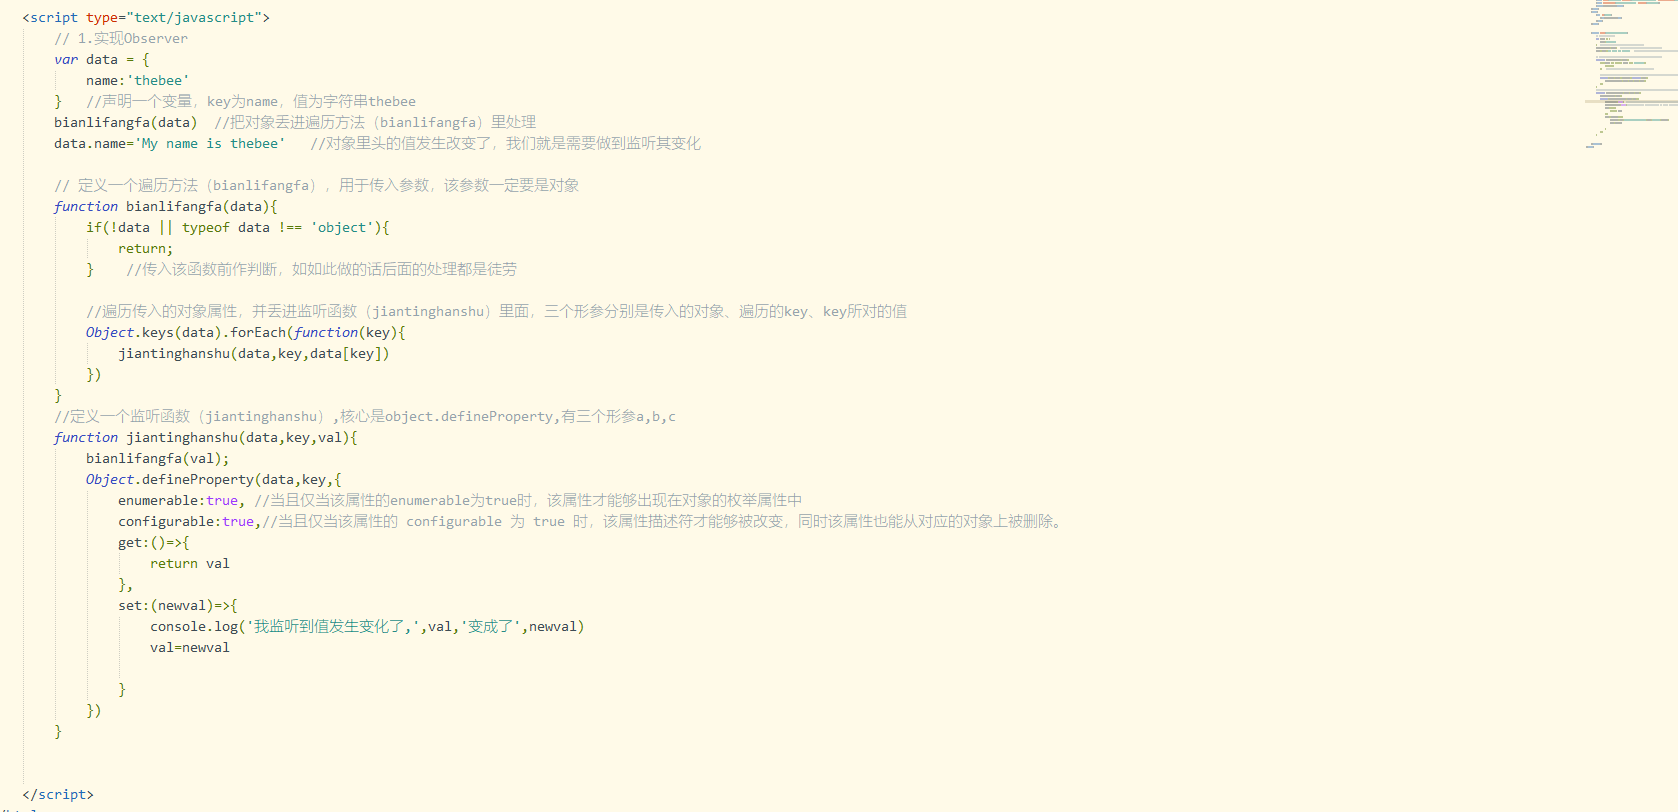 <script type="text/javascript">
// 1.实现Observer
var data = {
name:'thebee'
}   //声明一个变量，key为name，值为字符串thebee
bianlifangfa(data)  //把对象丢进遍历方法（bianlifangfa）里处理
data.name='My name is thebee'   //对象里头的值发生改变了，我们就是需要做到监听其变化
// 定义一个遍历方法（bianlifangfa），用于传入参数，该参数一定要是对象
function bianlifangfa(data){
if(!data || typeof data !== 'object'){
return;
}    //传入该函数前作判断，如如此做的话后面的处理都是徒劳
//遍历传入的对象属性，并丢进监听函数（jiantinghanshu）里面，三个形参分别是传入的对象、遍历的key、key所对的值
Object.keys(data).forEach(function(key){
jiantinghanshu(data,key,data[key])
})
}
//定义一个监听函数（jiantinghanshu）,核心是object.defineProperty,有三个形参a,b,c
function jiantinghanshu(data,key,val){
bianlifangfa(val);
Object.defineProperty(data,key,{
enumerable:true, //当且仅当该属性的enumerable为true时，该属性才能够出现在对象的枚举属性中
configurable:true,//当且仅当该属性的 configurable 为 true 时，该属性描述符才能够被改变，同时该属性也能从对应的对象上被删除。
get:()=>{
return val
},
set:(newval)=>{
console.log('我监听到值发生变化了,',val,'变成了',newval)
val=newval
}
})
}
</script>